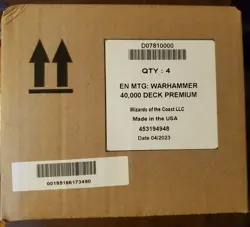 D07810000
QTY : 4
EN MTG: WARHAMMER
40,000 DECK PREMIUM
Wizards of the Coast LLC
Made in the USA
453194948
Date 04/2023
00195166173480